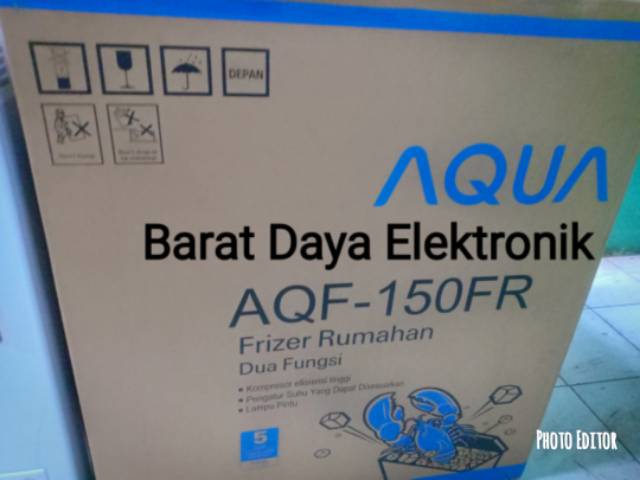 DEPAN
AQUA
Barat Daya Elektronik
AQF-150FR
Frizer Rumahan
Dua Fungsi
• Kompresor efisiensi tinggi
• Pengatur Suhu Yang Dapat Disesuaikan
• Lampu Pintu
5
PHOTO EDITOR